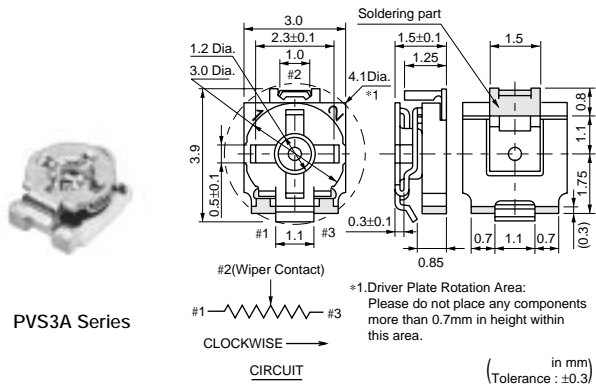 3.0
2.3±0.1
1.0
#2
1.2 Dia.
3.0 Dia.
4.1Dia.
*1
1 2
3.9
0.5±0.1
#1 1.1 #3
1.5±0.1
1.25
0.3±0.1
0.85
Soldering part
1.5
0.8
1.1
1.75
(0.3)
0.7 1.1 0.7
PVS3A Series
#2(Wiper Contact)
#1 #3
CLOCKWISE
CIRCUIT
*1.Driver Plate Rotation Area:
Please do not place any components
more than 0.7mm in height within
this area.
in mm
Tolerance : ±0.3